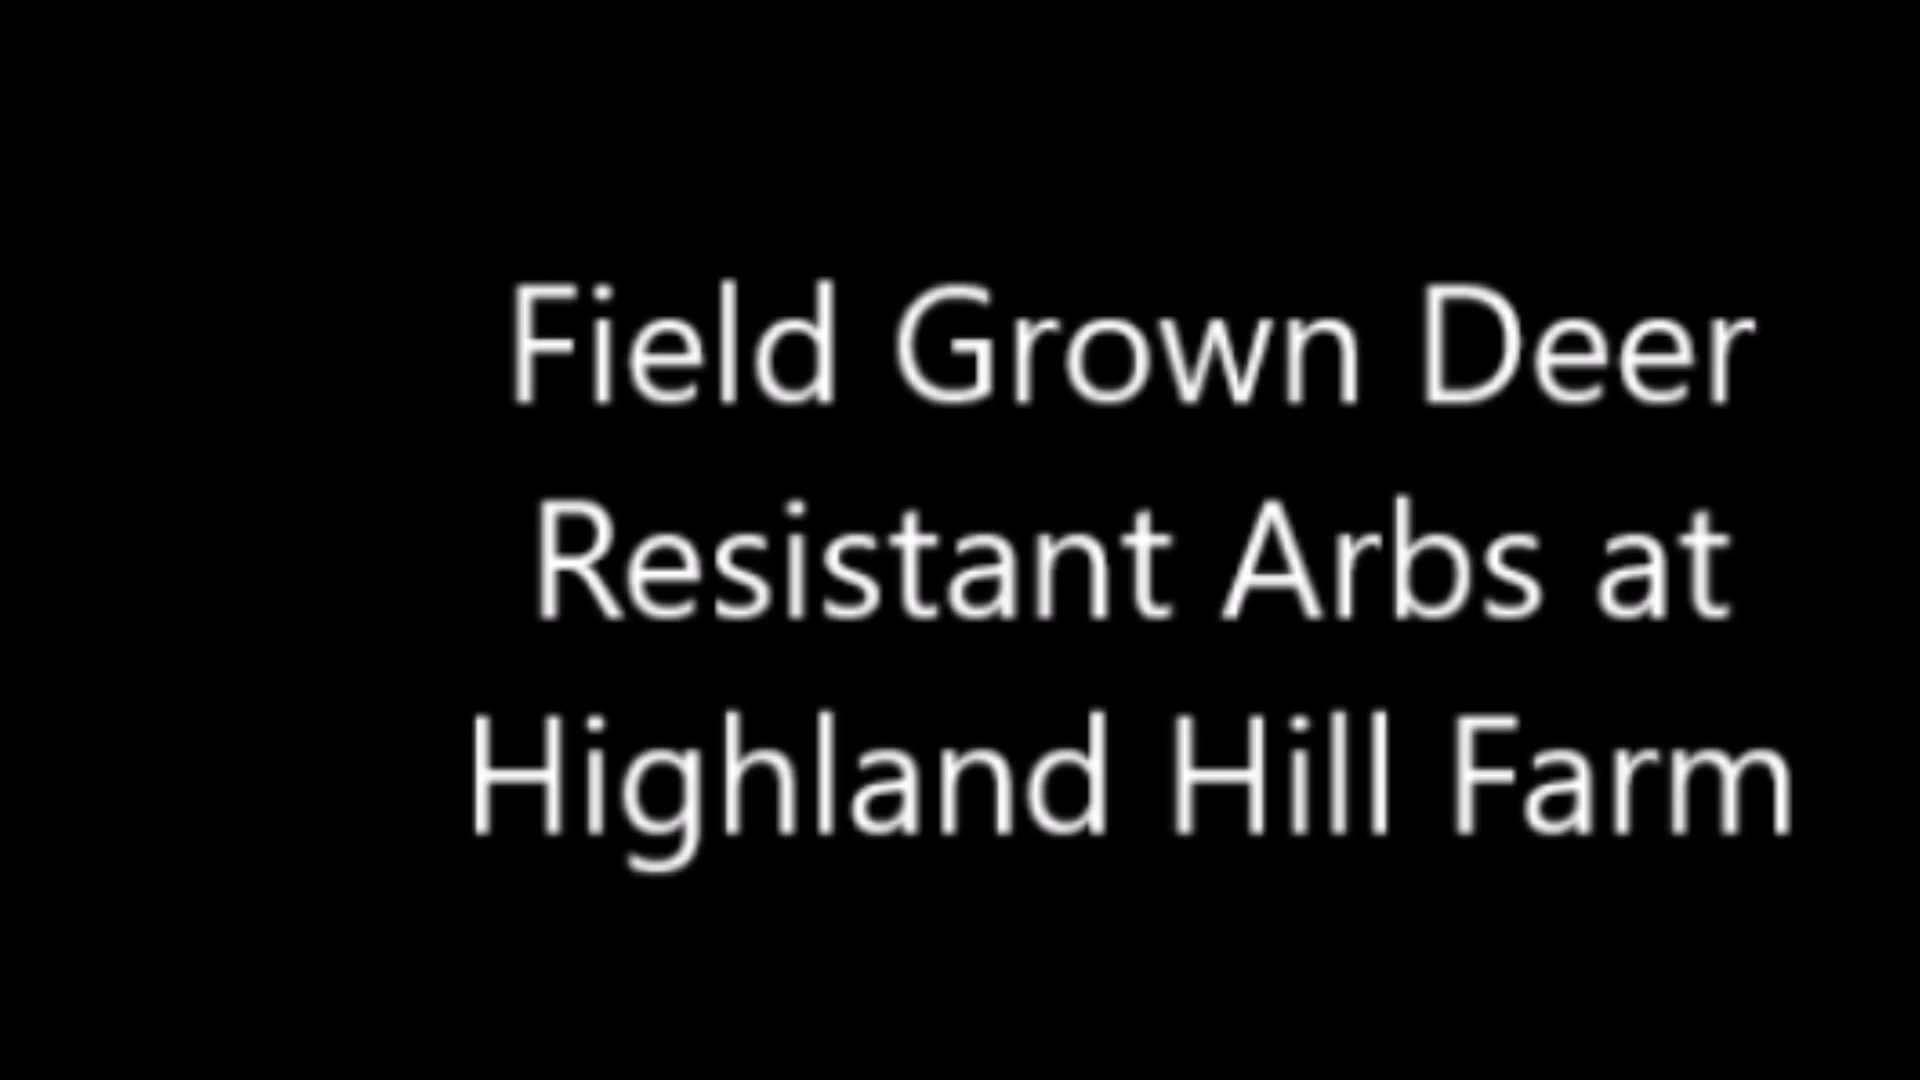 Field Grown Deer
Resistant Arbs at
Highland Hill Farm